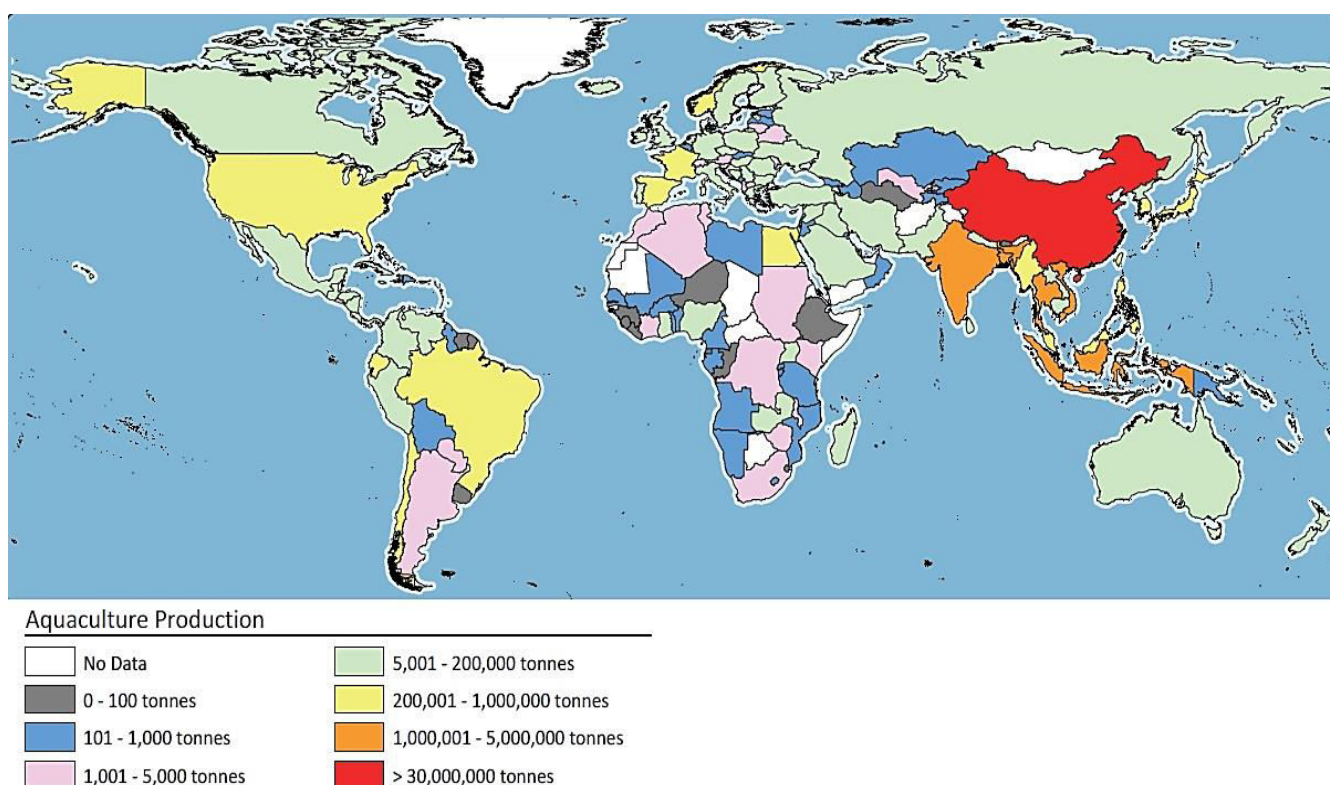 Aquaculture Production
No Data
0 - 100 tonnes
101 - 1,000 tonnes
1,001 - 5,000 tonnes
5,001 - 200,000 tonnes
200,001 - 1,000,000 tonnes
1,000,001 - 5,000,000 tonnes
> 30,000,000 tonnes